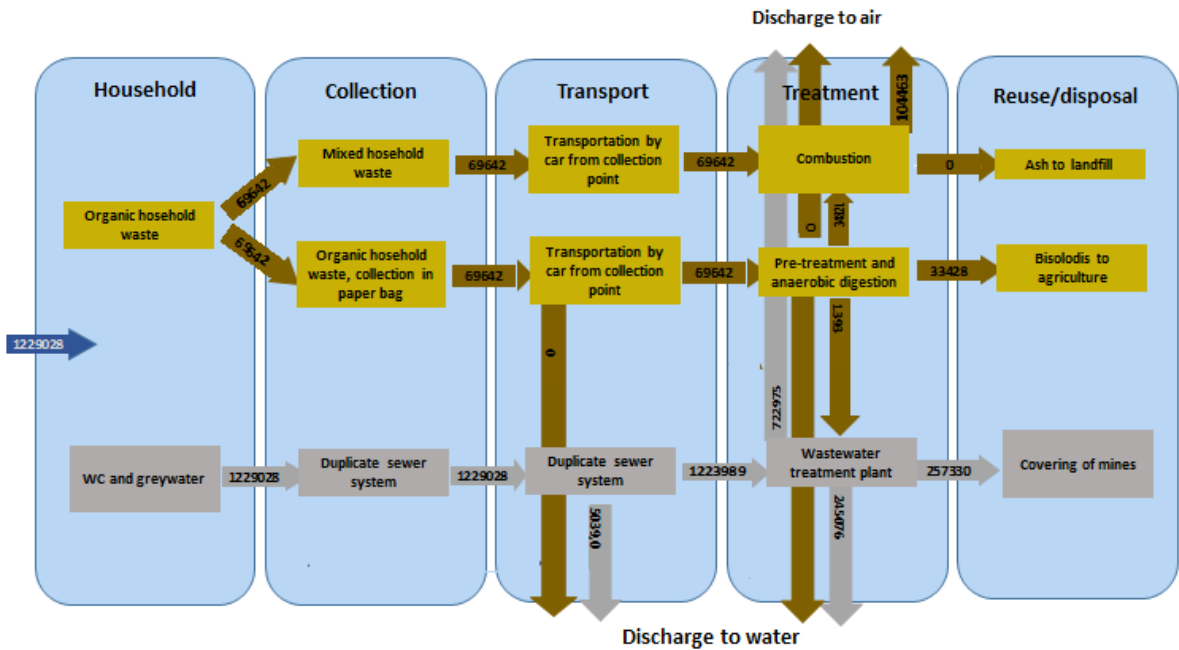 Discharge to air
Household
Collection
Transport
Treatment
Reuse/disposal
104463
Mixed hosehold
waste
69642
Transportation by
car from collection
point
69642
Combustion
0
Ash to landfill
69642
Organic hosehold
waste
69642
34821
0
Organic hosehold
waste, collection in
paper bag
69642
Transportation by
car from collection
point
69642
Pre-treatment and
anaerobic digestion
33428
Bisolodis to
agriculture
1393
1229028
0
722975
WC and greywater
1229028
Duplicate sewer
system
1229028
Duplicate sewer
system
1223989
Wastewater
treatment plant
257330
Covering of mines
5039,0
245076
Discharge to water